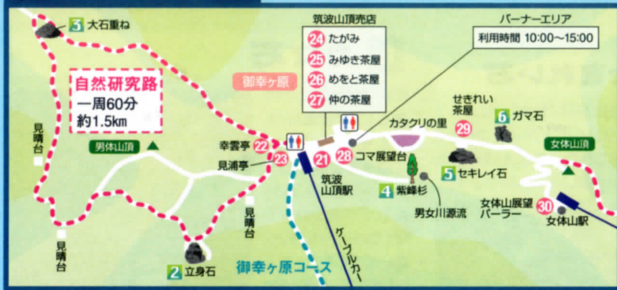 3 大石重ね
自然研究路
一周60分
約1.5km
見晴台
男体山頂
見晴台
見晴台
2 立身石
御幸ヶ原
幸雲亭 22
見浦亭 23
筑波山頂売店
24 たがみ
25 みゆき茶屋
26 めをと茶屋
27 仲の茶屋
バーナーエリア
利用時間 10:00~15:00
21
28 コマ展望台
筑波
山頂駅
カタクリの里
4 紫峰杉
男女川源流
せきれい
茶屋
29
5 セキレイ石
6 ガマ石
女体山頂
女体山展望
パーラー
30
女体山駅
ケーブルカー
御幸ヶ原コース